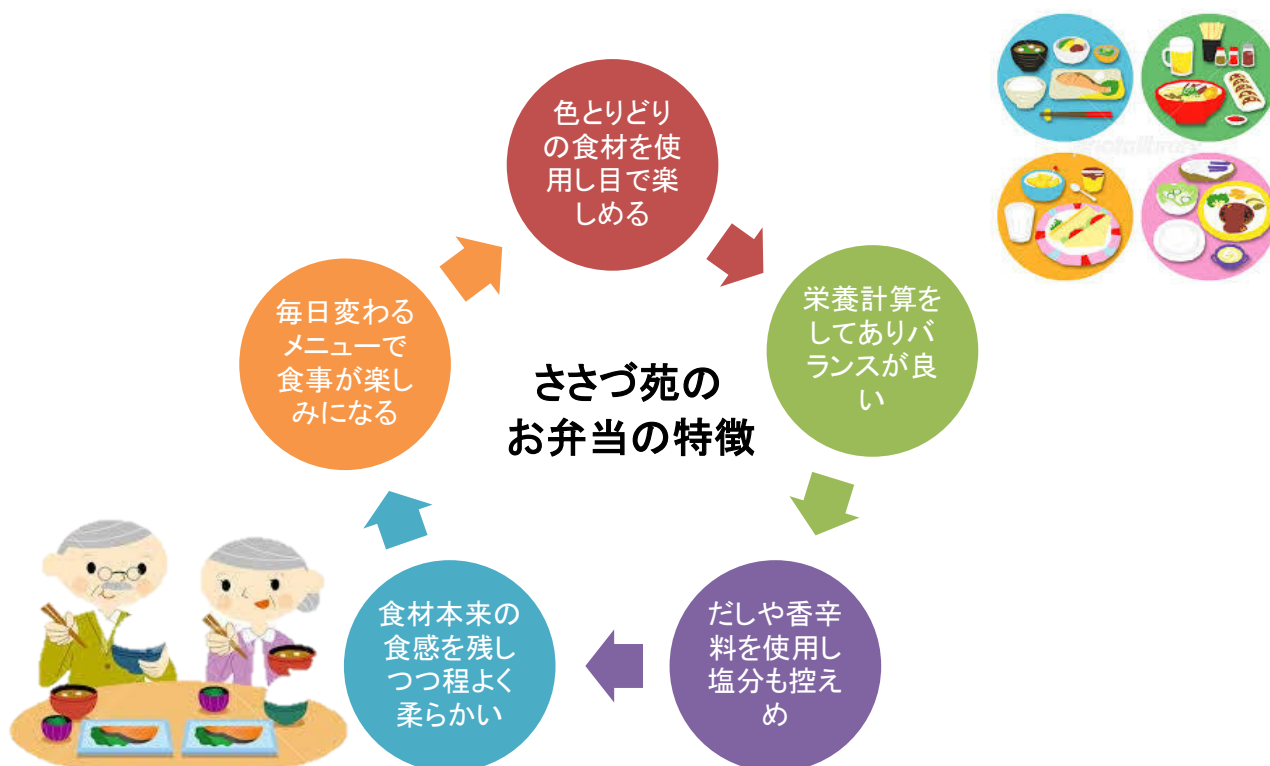 色とりどり
の食材を使
用し目で楽
しめる
栄養計算を
してありバ
ランスが良
い
だしや香辛
料を使用し
塩分も控え
め
食材本来の
食感を残し
つつ程よく
柔らかい
毎日変わる
メニューで
食事が楽し
みになる
ささづ苑の
お弁当の特徴
photolibrary